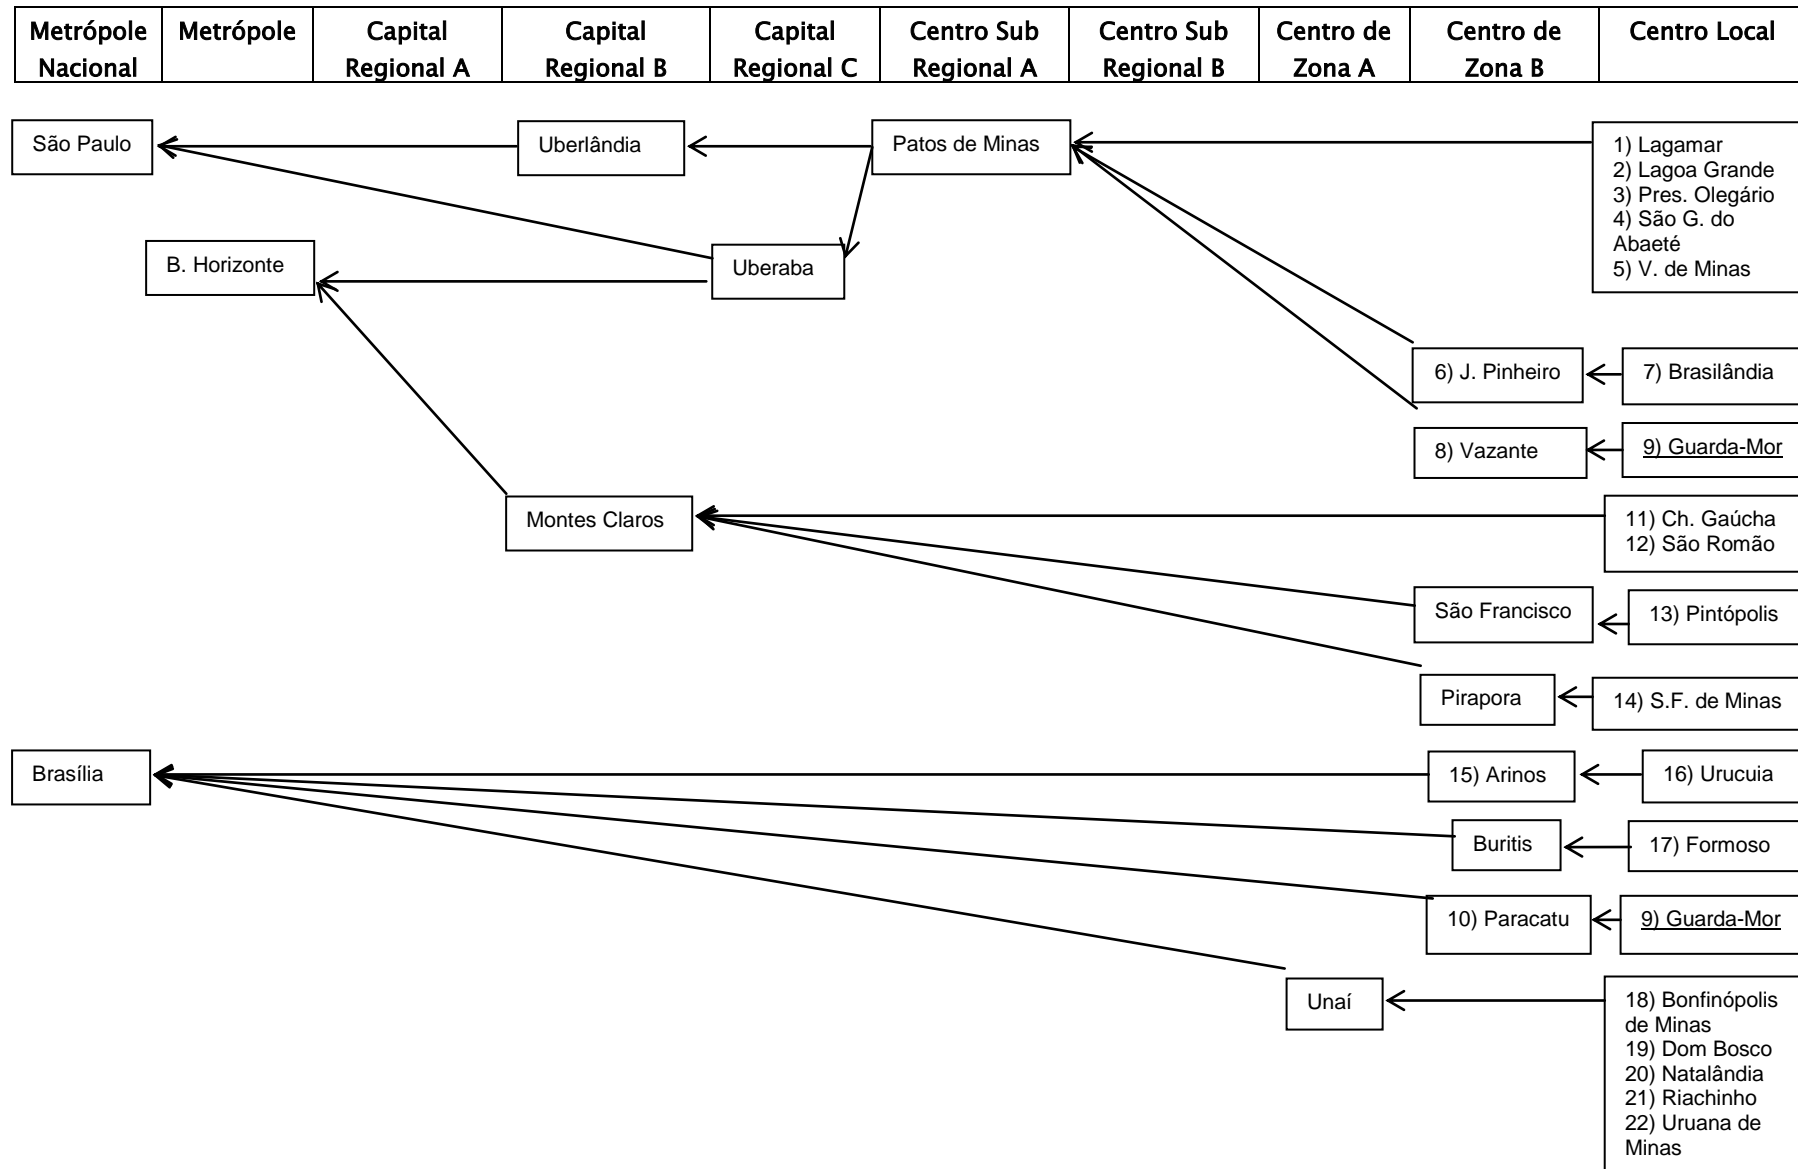 Metrópole Nacional
Metrópole
Capital Regional A
Capital Regional B
Capital Regional C
Centro Sub Regional A
Centro Sub Regional B
Centro de Zona A
Centro de Zona B
Centro Local
São Paulo
Uberlândia
Patos de Minas
1) Lagamar
2) Lagoa Grande
3) Pres. Olegário
4) São G. do
Abaeté
5) V. de Minas
B. Horizonte
Uberaba
6) J. Pinheiro
7) Brasilândia
8) Vazante
9) Guarda-Mor
Montes Claros
11) Ch. Gaúcha
12) São Romão
São Francisco
13) Pintópolis
Pirapora
14) S.F. de Minas
Brasília
15) Arinos
16) Urucuia
Buritis
17) Formoso
10) Paracatu
9) Guarda-Mor
Unaí
18) Bonfinópolis
de Minas
19) Dom Bosco
20) Natalândia
21) Riachinho
22) Uruana de
Minas